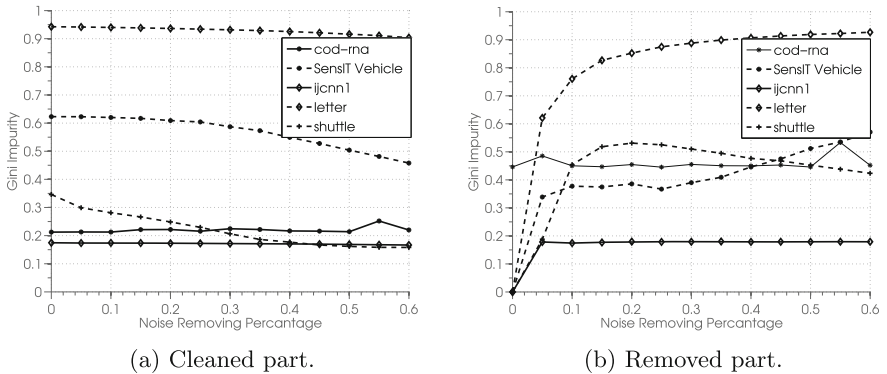 1
0.9
0.8
0.7
0.6
0.5
0.4
0.3
0.2
0.1
0
Gini Impurity
cod-rna
SensIT Vehicle
ijcnn1
letter
shuttle
0 0.1 0.2 0.3 0.4 0.5 0.6
Noise Removing Percantage
(a) Cleaned part.
1
0.9
0.8
0.7
0.6
0.5
0.4
0.3
0.2
0.1
0
Gini Impurity
cod-rna
SensIT Vehicle
ijcnn1
letter
shuttle
0 0.1 0.2 0.3 0.4 0.5 0.6
Noise Removing Percantage
(b) Removed part.